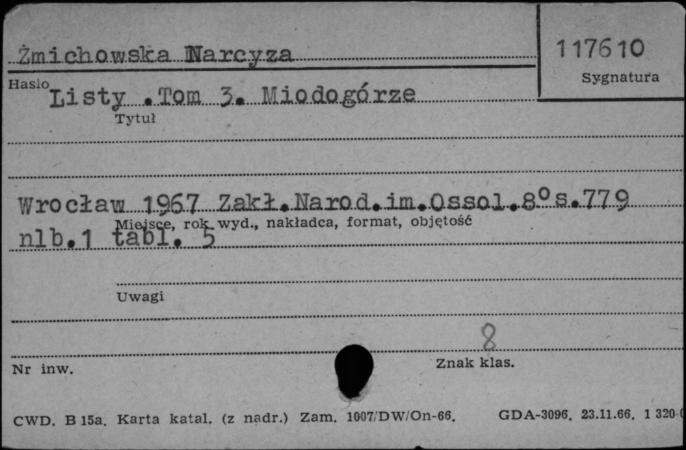 Żmichowska Narcyza
117610
Sygnatura
Hasło
Listy .Tom 3. Miodogórze
Tytuł
Wrocław 1967 Zakł.Narod.im.Ossol.8° s.779
Miejsce, rok wyd., nakładca, format, objętość
nlb.1 tabl. 5
Uwagi
8
Nr inw.
Znak klas.
CWD. B 15a. Karta katal. (z nadr.) Zam. 1007/DW/On-66. GDA-3096. 23.11.66. 1 320